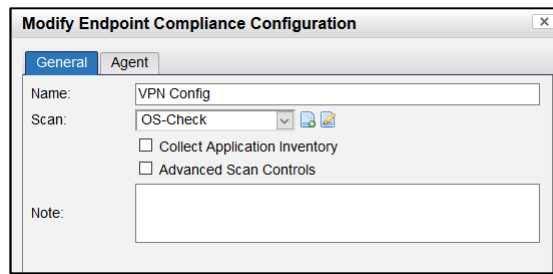 Modify Endpoint Compliance Configuration
General Agent
Name: VPN Config
Scan: OS-Check
Collect Application Inventory
Advanced Scan Controls
Note: